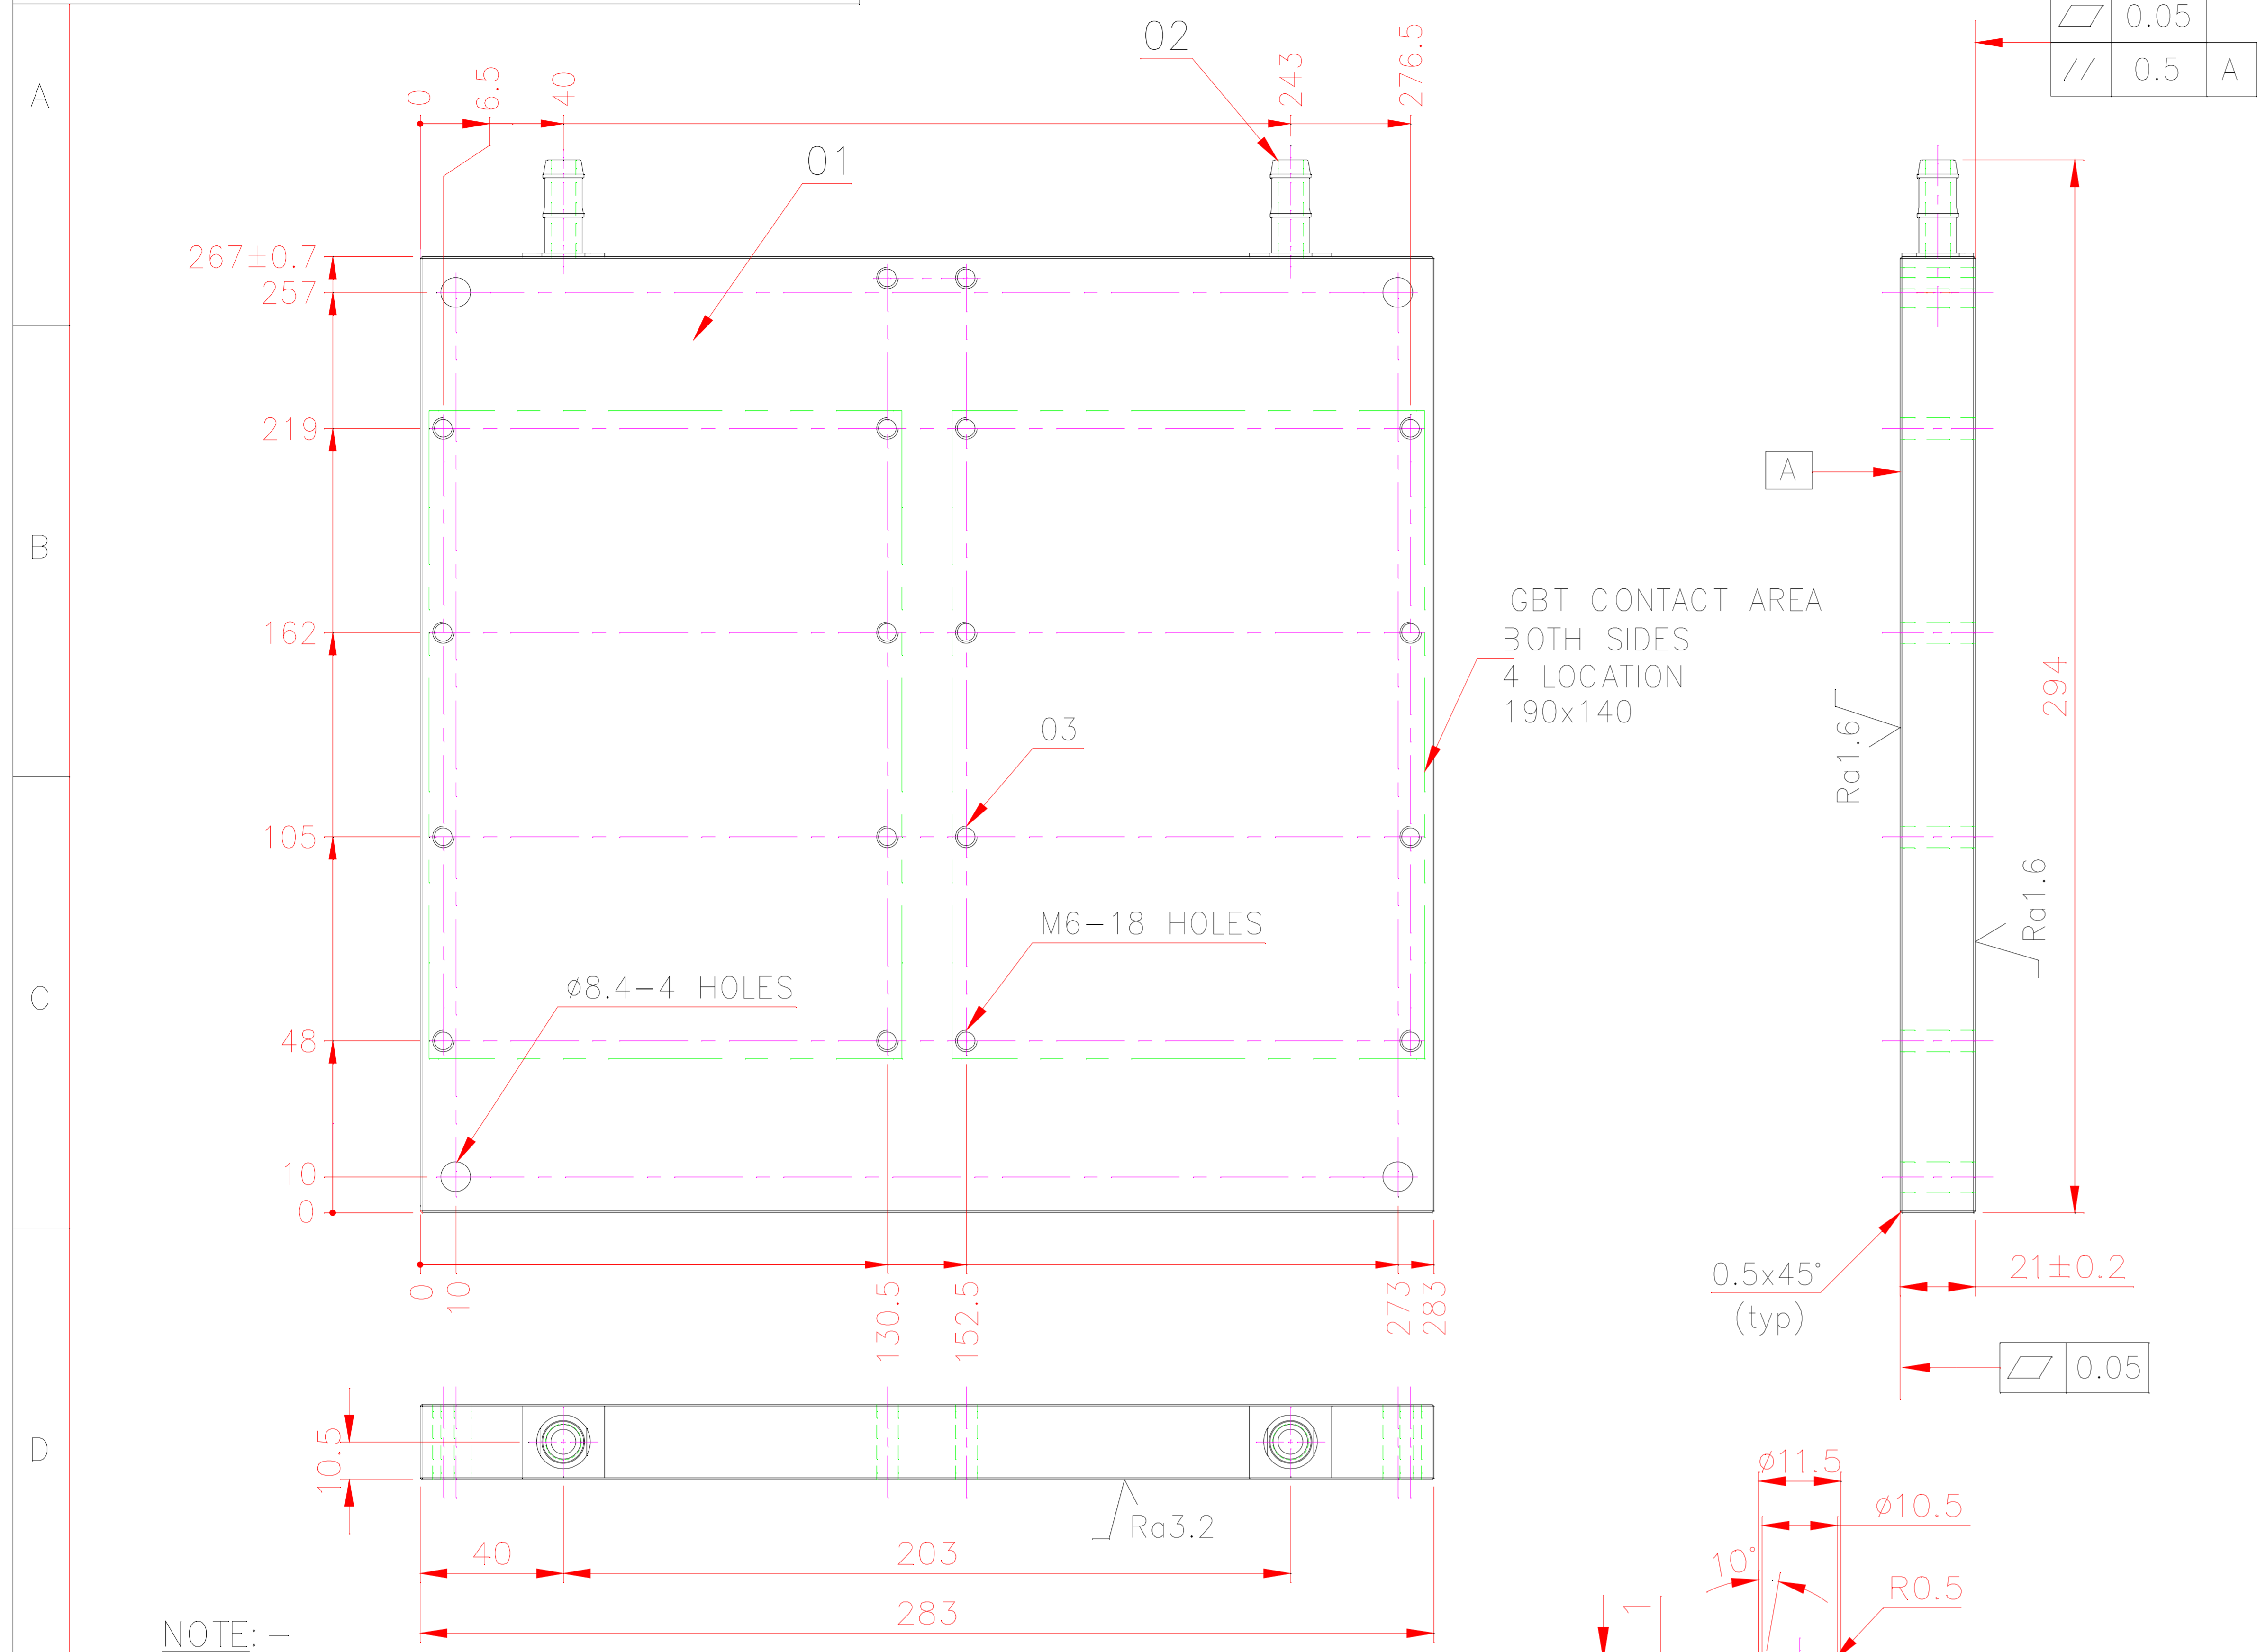 0.05
// 0.5 A
A
B
C
D
02
01
0
6.5
40
243
276.5
267±0.7
257
219
162
105
48
10
0
IGBT CONTACT AREA
BOTH SIDES
4 LOCATION
190x140
03
M6-18 HOLES
ø8.4-4 HOLES
A
Ra1.6
Ra1.6
294
0
10
130.5
152.5
273
283
0.5x45°
(typ)
21±0.2
0.05
10.5
Ra3.2
40
203
283
ø11.5
ø10.5
10°
R0.5
1
NOTE:-